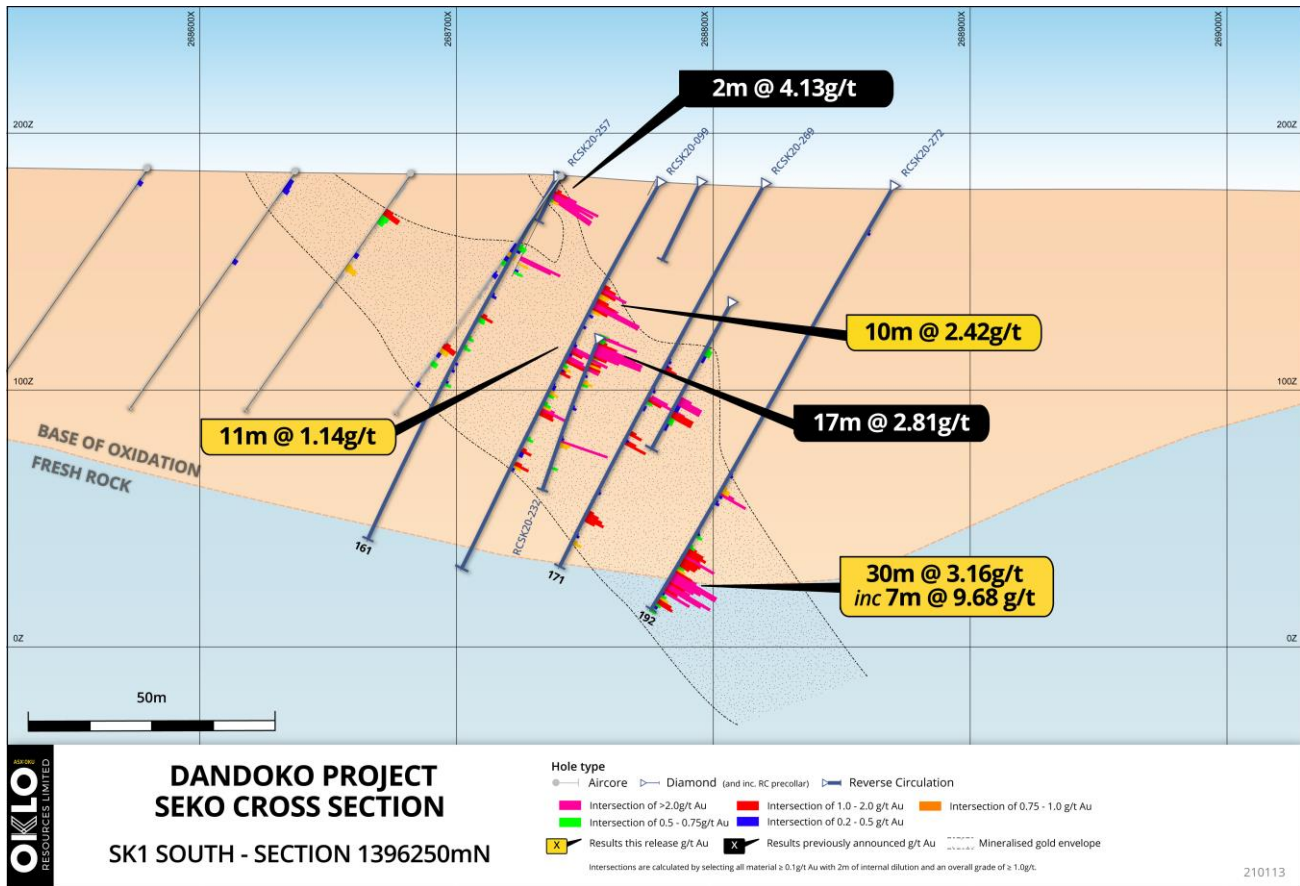 268600
268700
268800
268900
269000
2m @ 4.13g/t
200Z
200Z
RCSK20-257
RCSK20-099
RCSK20-269
RCSK20-272
10m @ 2.42g/t
100Z
100Z
11m @ 1.14g/t
17m @ 2.81g/t
BASE OF OXIDATION
FRESH ROCK
RCSK20-232
161
171
192
30m @ 3.16g/t
inc 7m @ 9.68 g/t
0Z
0Z
50m
ASX:OKU
OKLO
RESOURCES LIMITED
DANDOKO PROJECT
SEKO CROSS SECTION
SK1 SOUTH - SECTION 1396250mN
Hole type
Aircore Diamond (and inc. RC precollar) Reverse Circulation
Intersection of >2.0g/t Au Intersection of 1.0 - 2.0 g/t Au Intersection of 0.75 - 1.0 g/t Au
Intersection of 0.5 - 0.75g/t Au Intersection of 0.2 - 0.5 g/t Au
X Results this release g/t Au X Results previously announced g/t Au Mineralised gold envelope
Intersections are calculated by selecting all material ≥ 0.1g/t Au with 2m of internal dilution and an overall grade of ≥ 1.0g/t.
210113